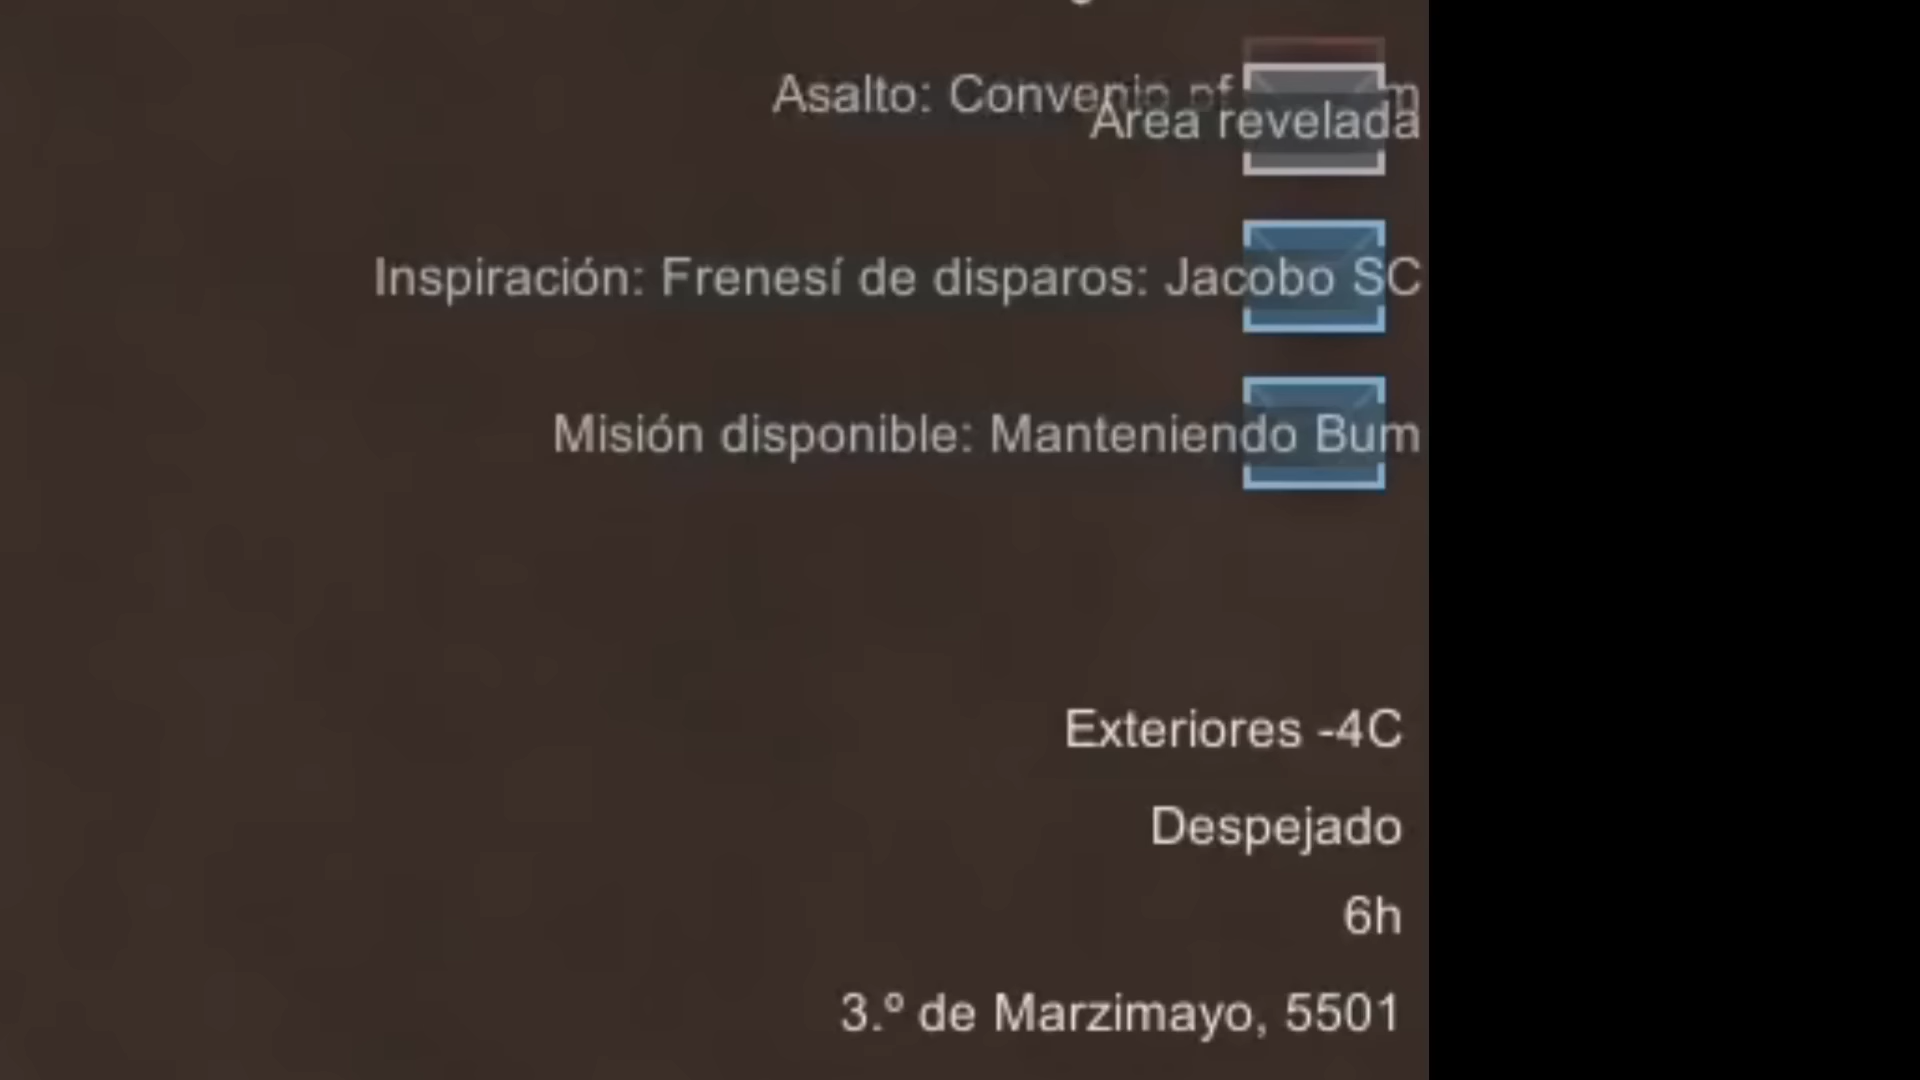 Asalto: Convenio
Área revelada
Inspiración: Frenesí de disparos: Jacobo SC
Misión disponible: Manteniendo Bum
Exteriores -4C
Despejado
6h
3.º de Marzimayo, 5501